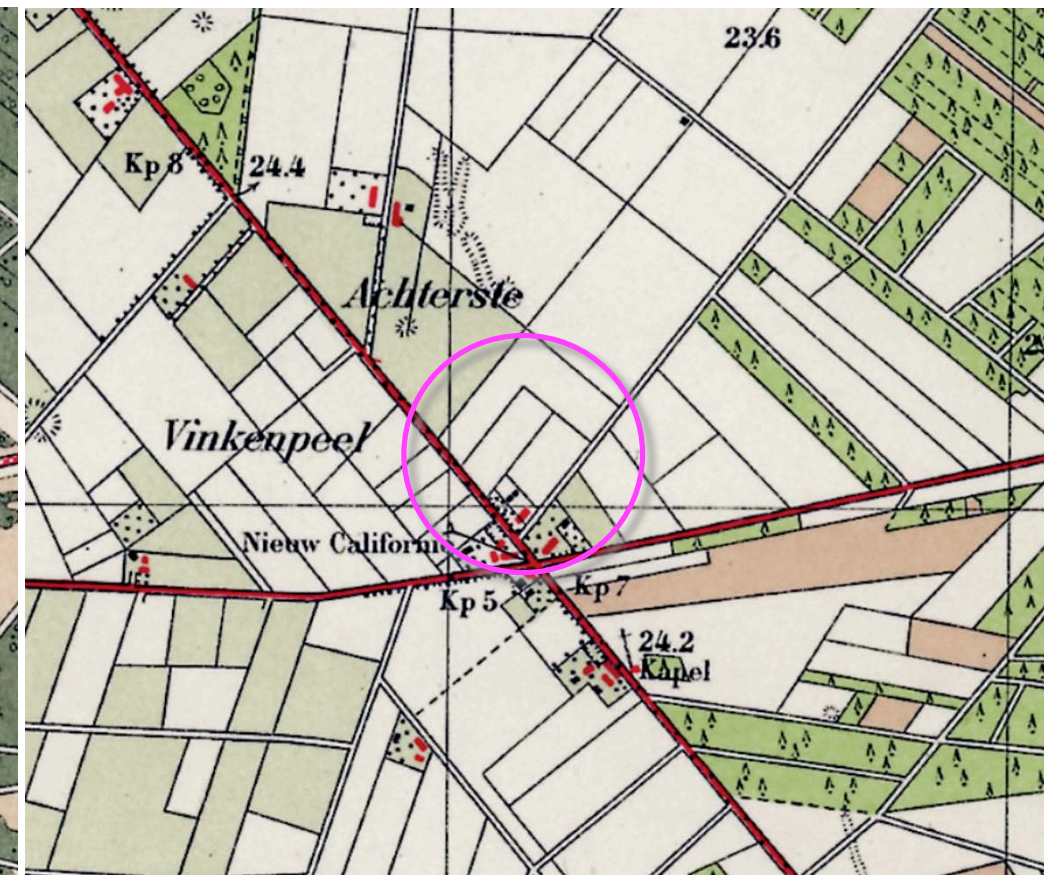 23.6
Kp 8
24.4
Achterste
Vinkenpeel
Nieuw Californ
Kp 5
Kp 7
24.2
Kapel